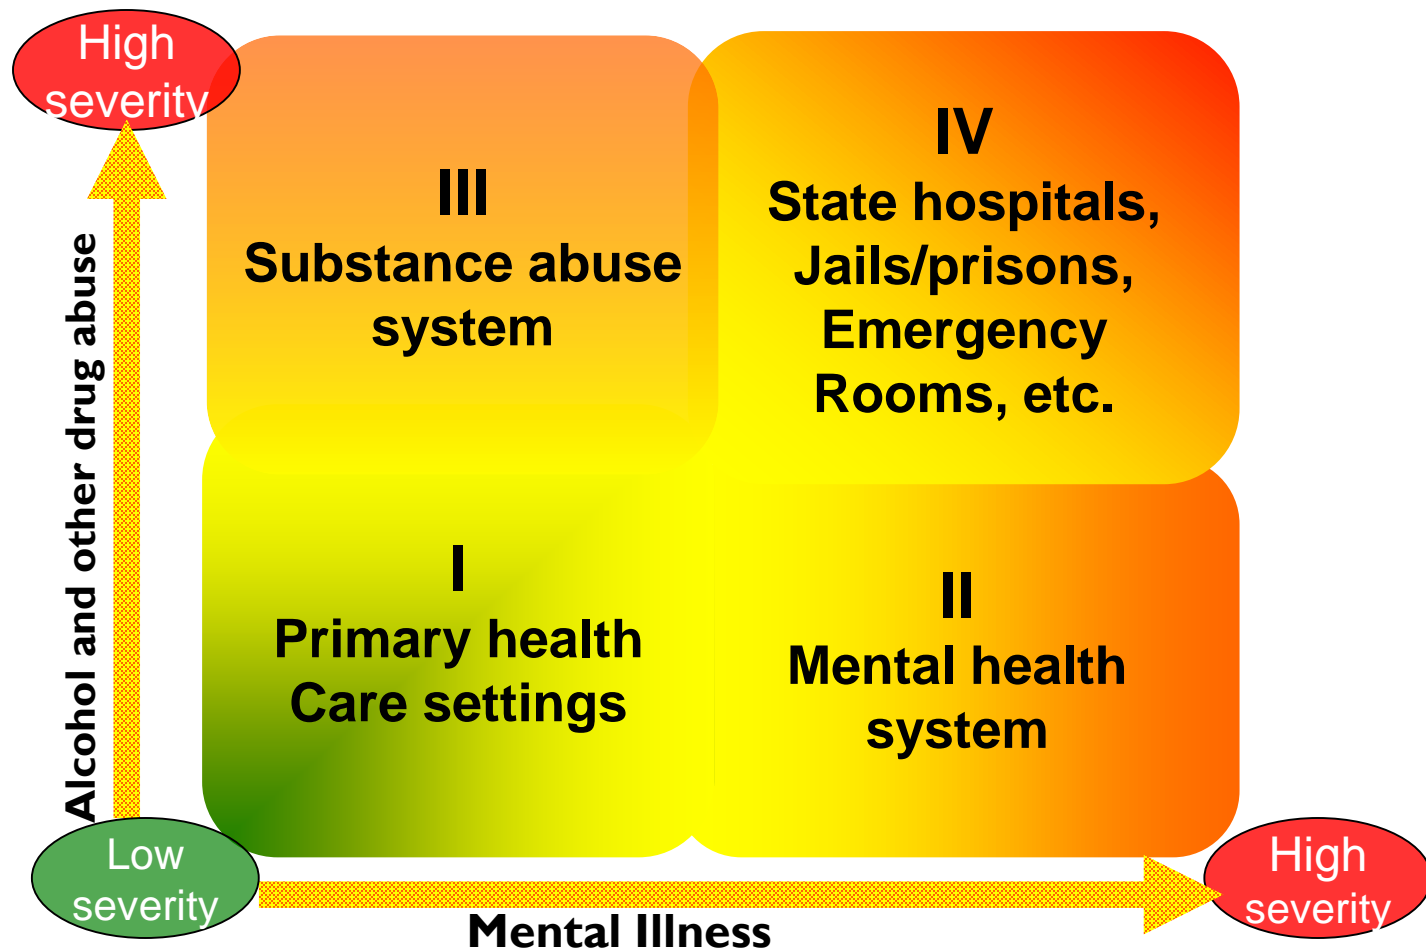 High
severity
III
Substance abuse
system
IV
State hospitals,
Jails/prisons,
Emergency
Rooms, etc.
Alcohol and other drug abuse
I
Primary health
Care settings
II
Mental health
system
Low
severity
Mental Illness
High
severity